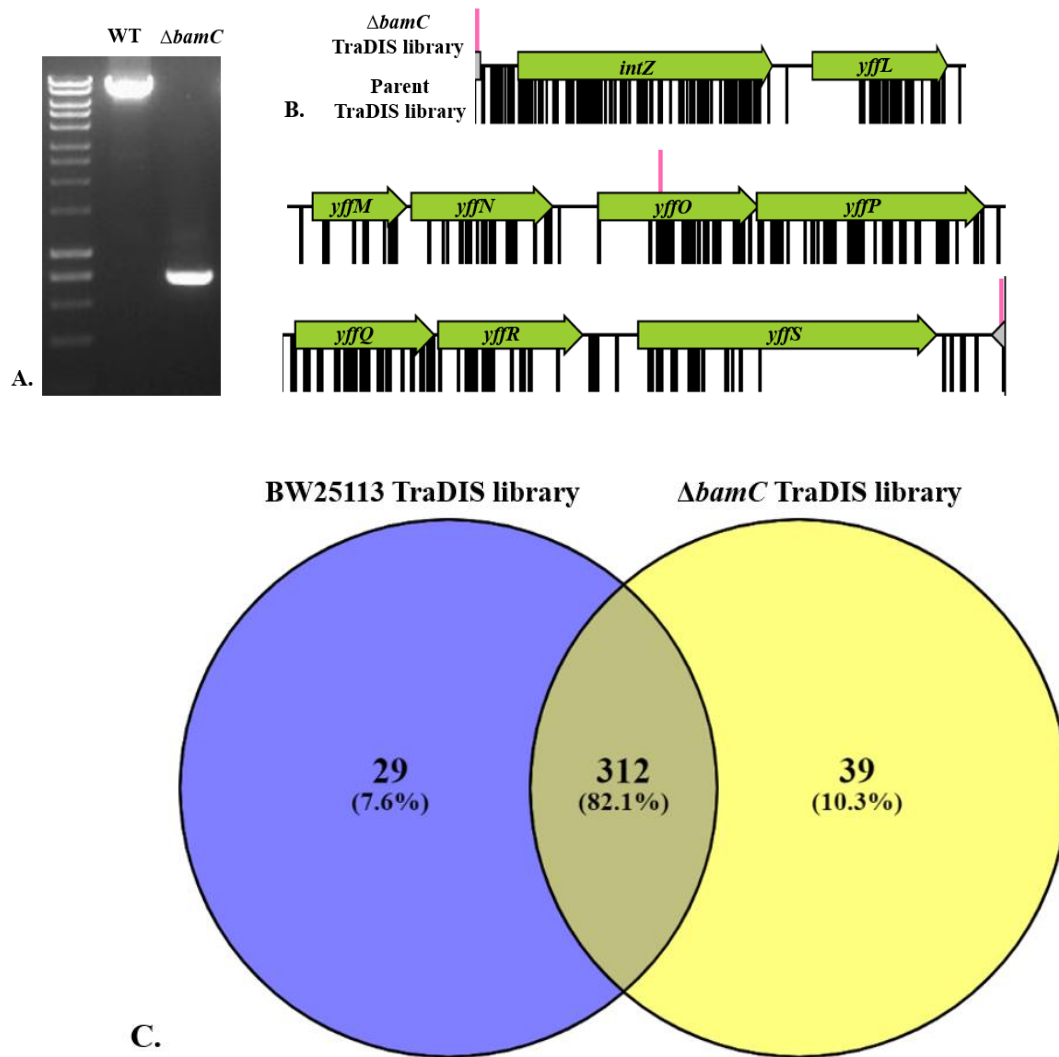 WT ΔbamC
A.
ΔbamC
TraDIS library
Parent
TraDIS library
B.
intZ yffL
yffM yffN yffO yffP
yffQ yffR yffS
BW25113 TraDIS library ΔbamC TraDIS library
29 312 39
(7.6%) (82.1%) (10.3%)
C.